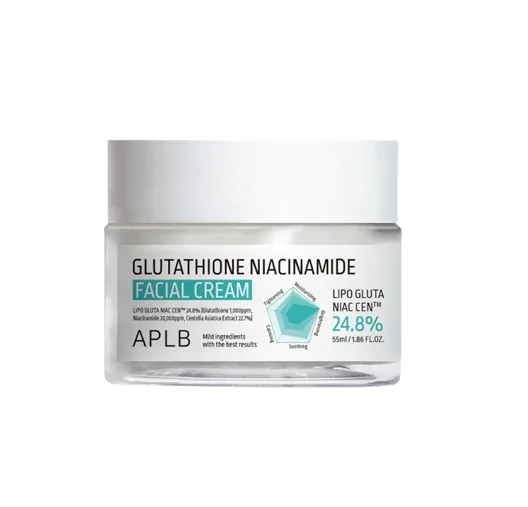 GLUTATHIONE NIACINAMIDE
FACIAL CREAM
LIPO GLUTA NIAC CEN™ 24.8% (Glutathione 1,000ppm,
Niacinamide 20,000ppm, Centella Asiatica Extract 22.7%)
APLB
Mild ingredients
with the best results
Moisturizing
Tightening
Calming
Soothing
LIPO GLUTA
NIAC CEN™
24.8%
55ml / 1.86 FL.OZ.